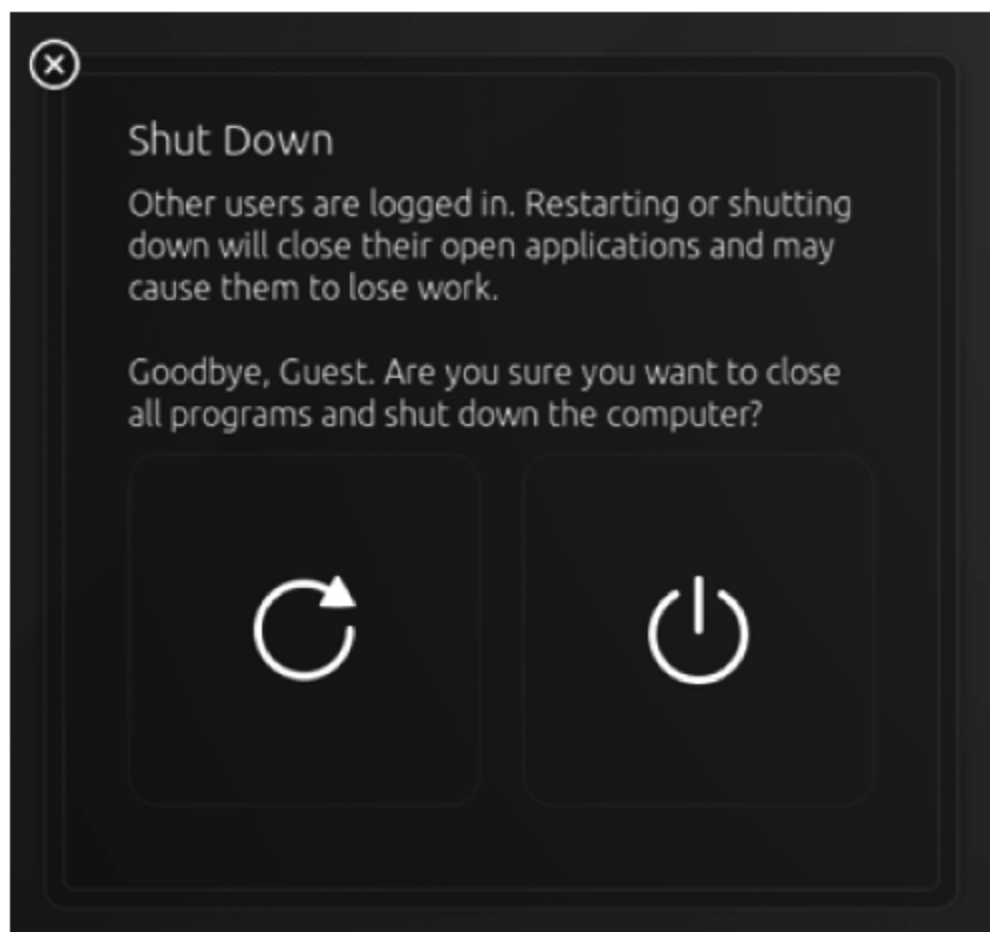 Shut Down
Other users are logged in. Restarting or shutting
down will close their open applications and may
cause them to lose work.
Goodbye, Guest. Are you sure you want to close
all programs and shut down the computer?